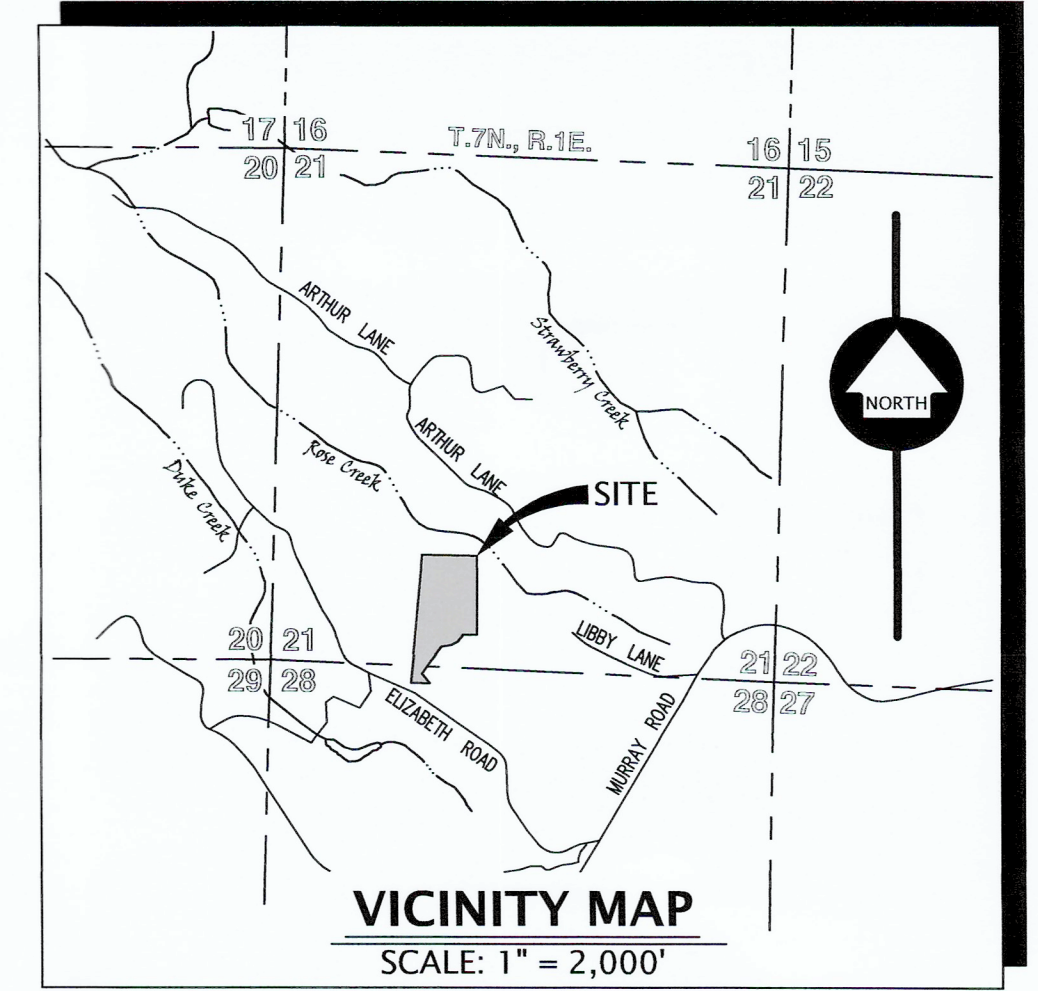 17 16
20 21
T.7N., R.1E.
16 15
21 22
ARTHUR LANE
Strawberry Creek
NORTH
ARTHUR LANE
Rose Creek
Duke Creek
SITE
20 21
29 28
LIBBY LANE
21 22
28 27
ELIZABETH ROAD
MURRAY ROAD
VICINITY MAP
SCALE: 1" = 2,000'